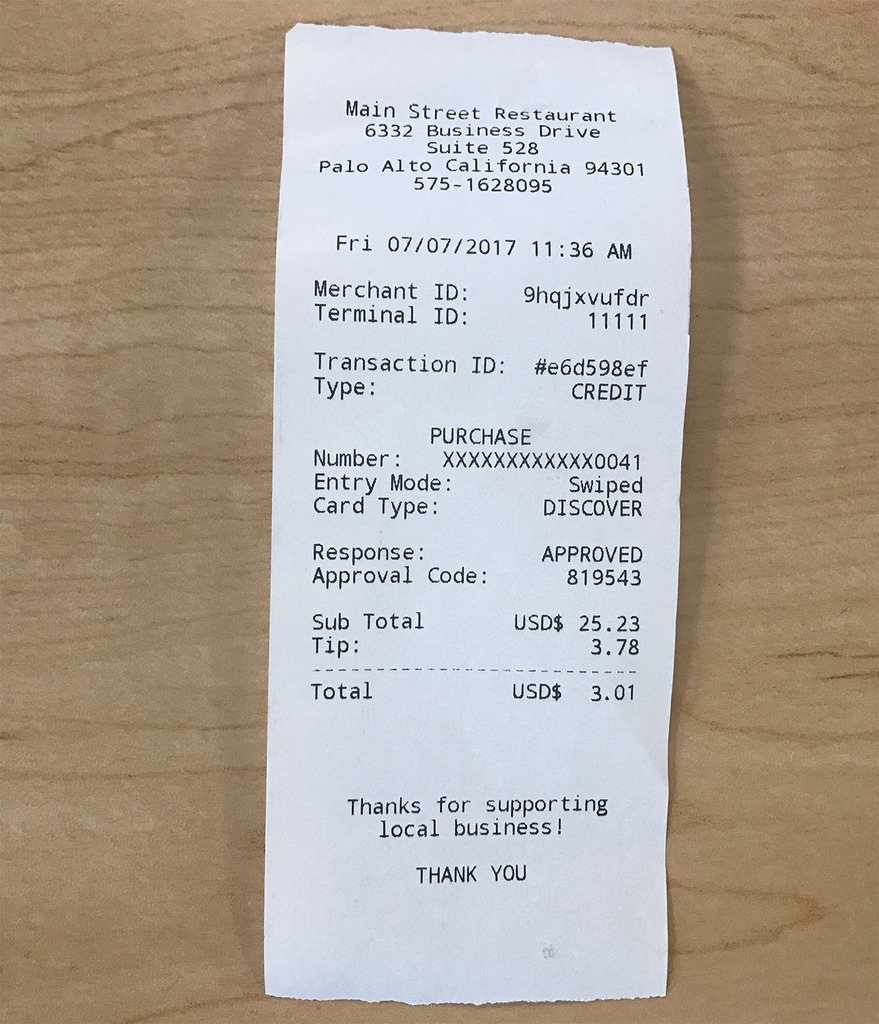 Main Street Restaurant
6332 Business Drive
Suite 528
Palo Alto California 94301
575-1628095
Fri 07/07/2017 11:36 AM
Merchant ID: 9hqjxvufdr
Terminal ID: 11111
Transaction ID: #e6d598ef
Type: CREDIT
PURCHASE
Number: XXXXXXXXXXXX0041
Entry Mode: Swiped
Card Type: DISCOVER
Response: APPROVED
Approval Code: 819543
Sub Total USD$ 25.23
Tip: 3.78
Total USD$ 3.01
Thanks for supporting
local business!
THANK YOU